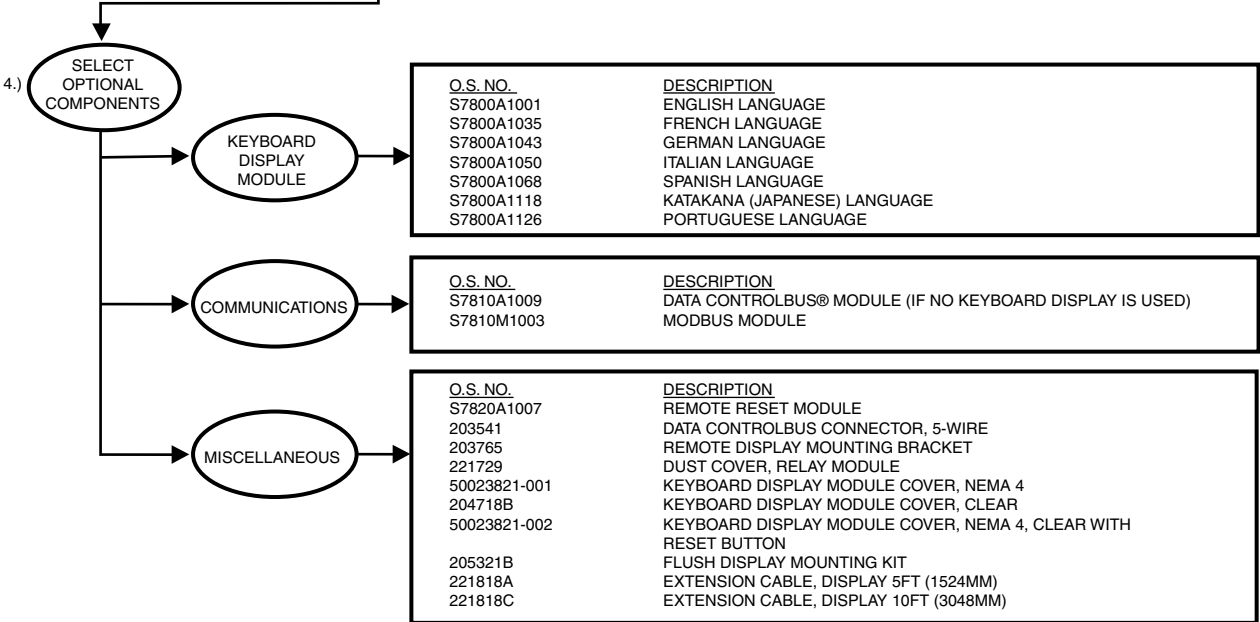 4.)
SELECT
OPTIONAL
COMPONENTS
KEYBOARD
DISPLAY
MODULE
O.S. NO. DESCRIPTION
S7800A1001 ENGLISH LANGUAGE
S7800A1035 FRENCH LANGUAGE
S7800A1043 GERMAN LANGUAGE
S7800A1050 ITALIAN LANGUAGE
S7800A1068 SPANISH LANGUAGE
S7800A1118 KATAKANA (JAPANESE) LANGUAGE
S7800A1126 PORTUGUESE LANGUAGE
COMMUNICATIONS
O.S. NO. DESCRIPTION
S7810A1009 DATA CONTROLBUS® MODULE (IF NO KEYBOARD DISPLAY IS USED)
S7810M1003 MODBUS MODULE
MISCELLANEOUS
O.S. NO. DESCRIPTION
S7820A1007 REMOTE RESET MODULE
203541 DATA CONTROLBUS CONNECTOR, 5-WIRE
203765 REMOTE DISPLAY MOUNTING BRACKET
221729 DUST COVER, RELAY MODULE
50023821-001 KEYBOARD DISPLAY MODULE COVER, NEMA 4
204718B KEYBOARD DISPLAY MODULE COVER, CLEAR
50023821-002 KEYBOARD DISPLAY MODULE COVER, NEMA 4, CLEAR WITH
RESET BUTTON
205321B FLUSH DISPLAY MOUNTING KIT
221818A EXTENSION CABLE, DISPLAY 5FT (1524MM)
221818C EXTENSION CABLE, DISPLAY 10FT (3048MM)